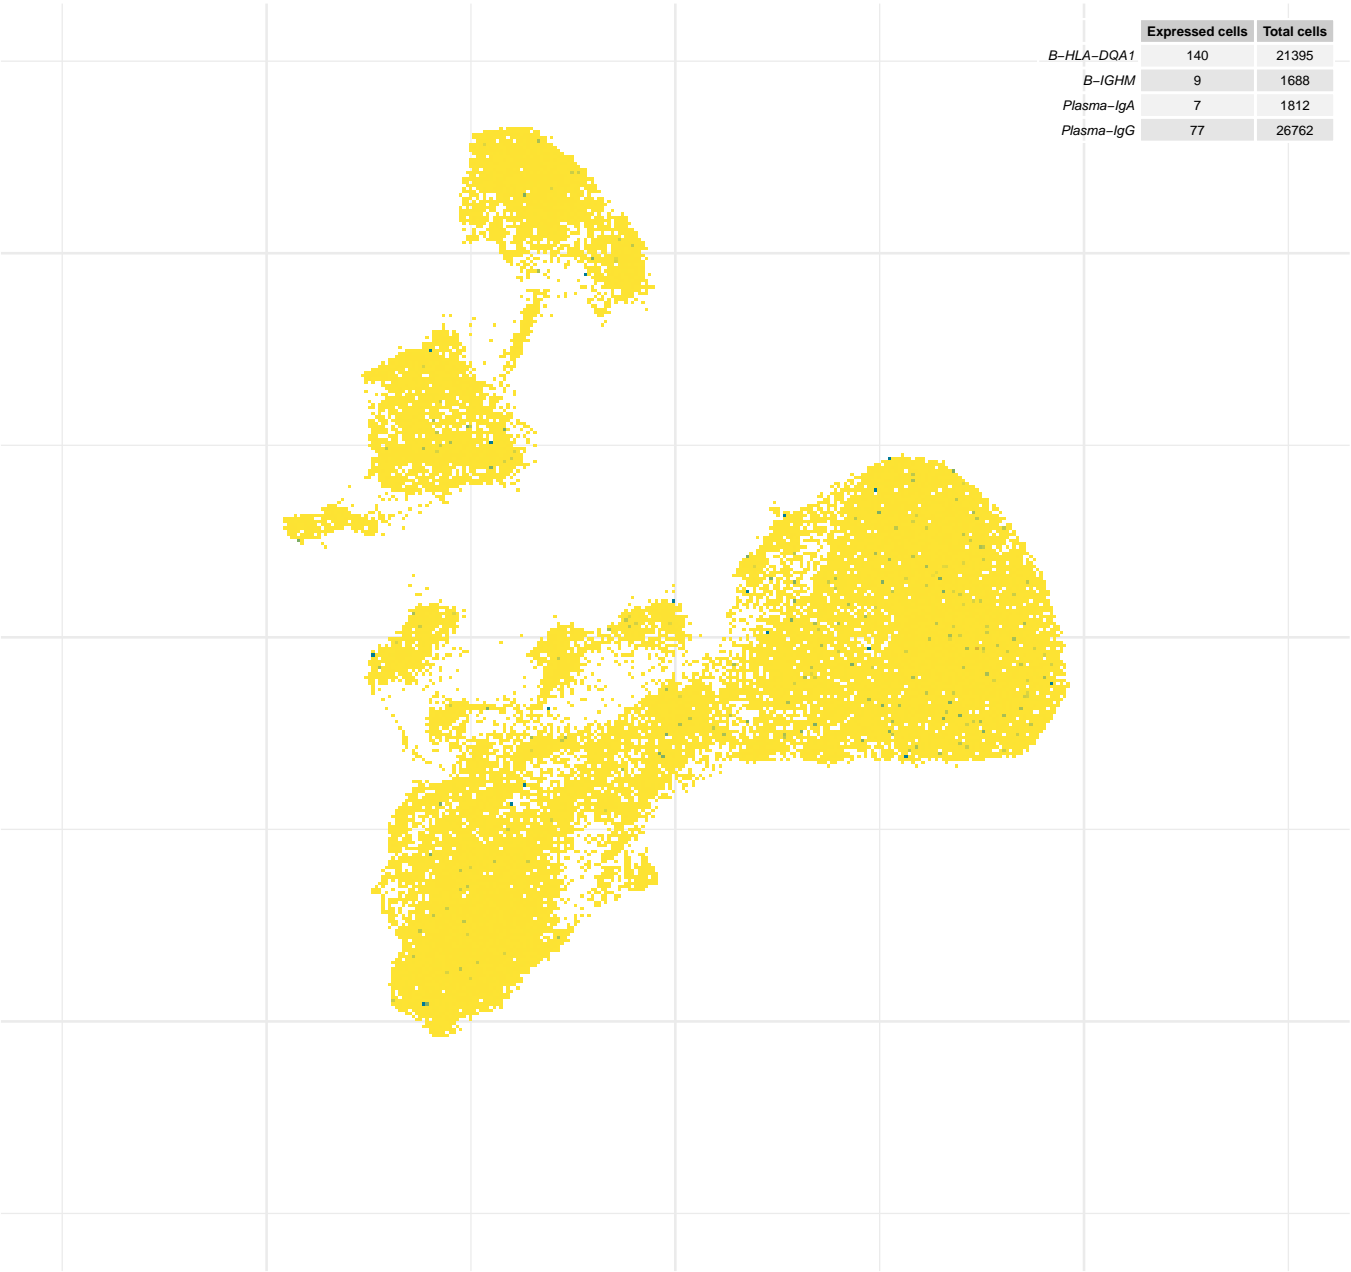 Expressed cells Total cells
B−HLA−DQA1 140 21395
B−IGHM 9 1688
Plasma−IgA 7 1812
Plasma−IgG 77 26762